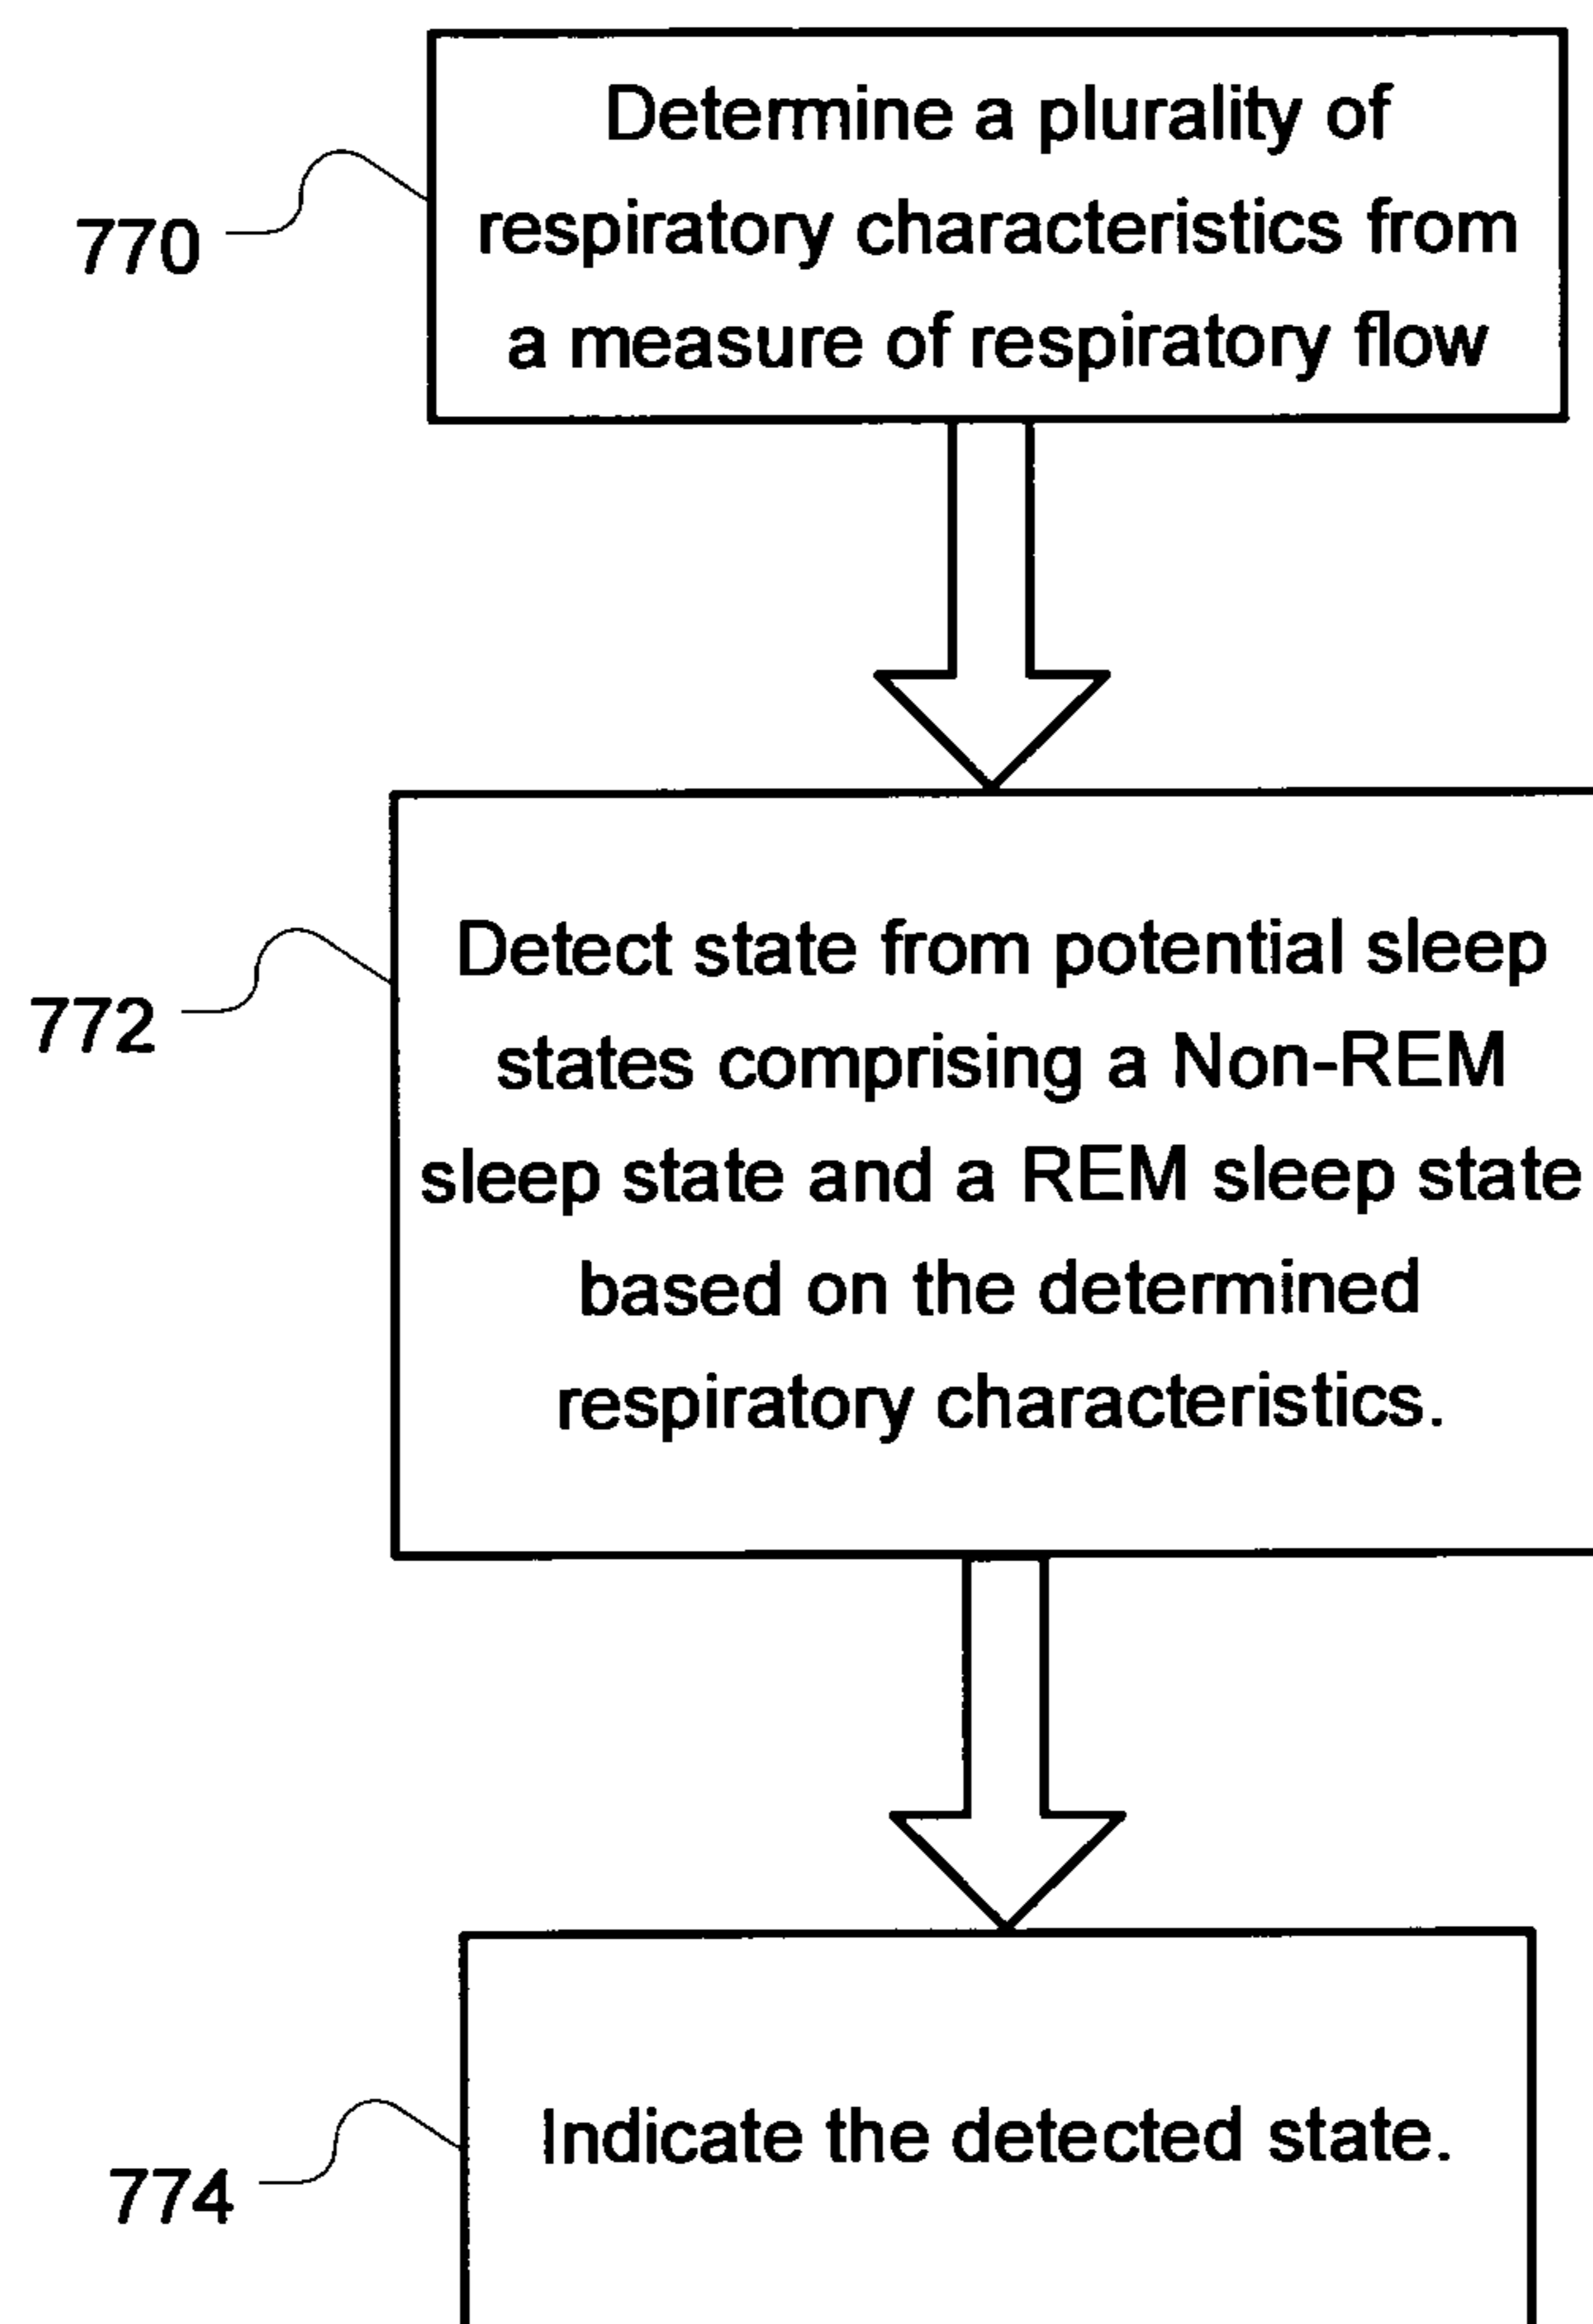 Determine a plurality of
respiratory characteristics from
a measure of respiratory flow
770
Detect state from potential sleep
states comprising a Non-REM
sleep state and a REM sleep state
based on the determined
respiratory characteristics.
772
Indicate the detected state.
774